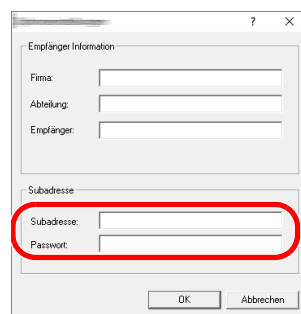 ? ×
Empfänger Information
Firma:
Abteilung:
Empfänger:
Subadresse
Subadresse:
Passwort:
OK Abbrechen